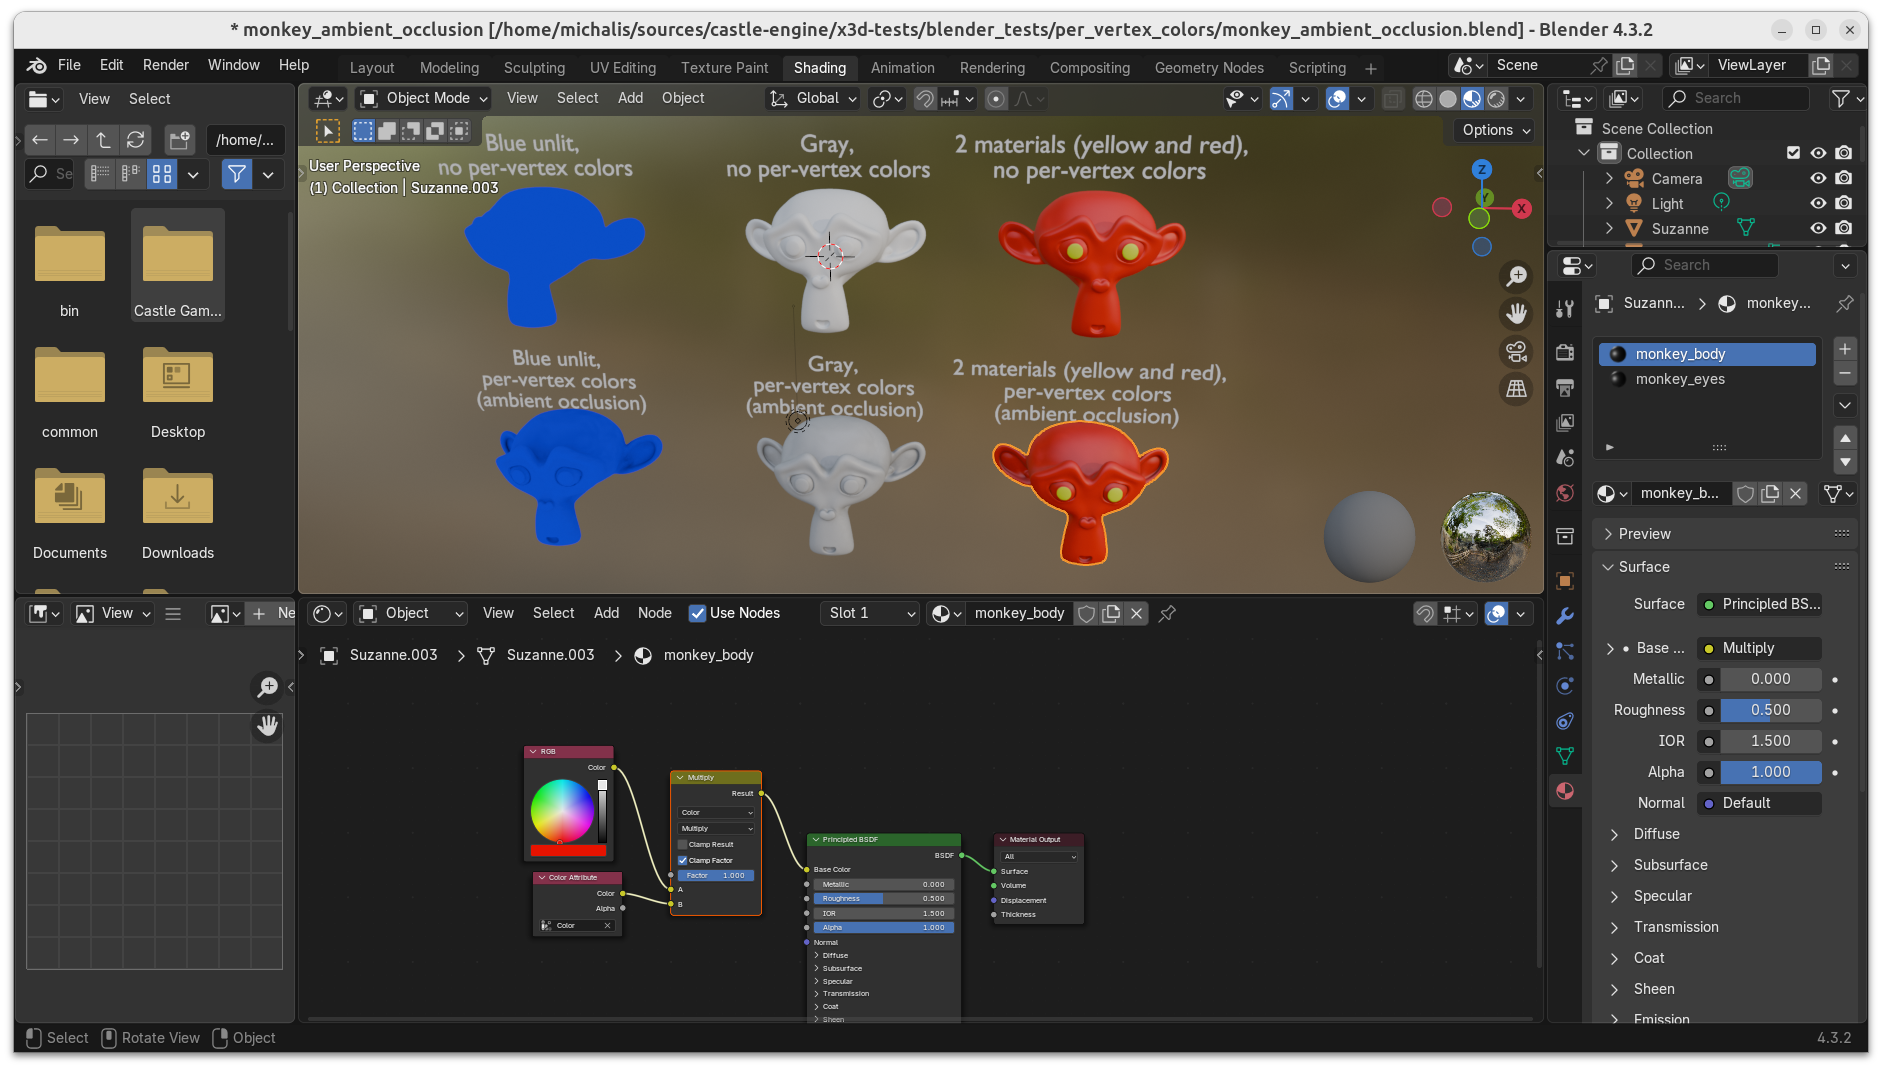 * monkey_ambient_occlusion [/home/michalis/sources/castle-engine/x3d-tests/blender_tests/per_vertex_colors/monkey_ambient_occlusion.blend] - Blender 4.3.2
File Edit Render Window Help Layout Modeling Sculpting UV Editing Texture Paint Shading Animation Rendering Compositing Geometry Nodes Scripting + Scene ViewLayer
View Select
/home/...
Se
bin
Castle Gam...
common
Desktop
Documents
Downloads
Object Mode View Select Add Object Global
Options
User Perspective
(1) Collection | Suzanne.003
Blue unlit,
no per-vertex colors
Gray,
no per-vertex colors
2 materials (yellow and red),
no per-vertex colors
Z
Y
X
Blue unlit,
per-vertex colors
(ambient occlusion)
Gray,
per-vertex colors
(ambient occlusion)
2 materials (yellow and red),
per-vertex colors
(ambient occlusion)
Search
Scene Collection
Collection
Camera
Light
Suzanne
Search
Suzann... monkey...
monkey_body
monkey_eyes
monkey_b...
Preview
Surface
Surface Principled BS...
Base ... Multiply
Metallic 0.000
Roughness 0.500
IOR 1.500
Alpha 1.000
Normal Default
Diffuse
Subsurface
Specular
Transmission
Coat
Sheen
Emission
View + Ne
Object View Select Add Node Use Nodes Slot 1 monkey_body
Suzanne.003 Suzanne.003 monkey_body
RGB
Color
Color Attribute
Color
Alpha
Color
Multiply
Result
Color
Multiply
Clamp Result
Clamp Factor
Factor 1.000
A
B
Principled BSDF
BSDF
Base Color
Metallic 0.000
Roughness 0.500
IOR 1.500
Alpha 1.000
Normal
Diffuse
Subsurface
Specular
Transmission
Coat
Sheen
Material Output
All
Surface
Volume
Displacement
Thickness
Select Rotate View Object 4.3.2